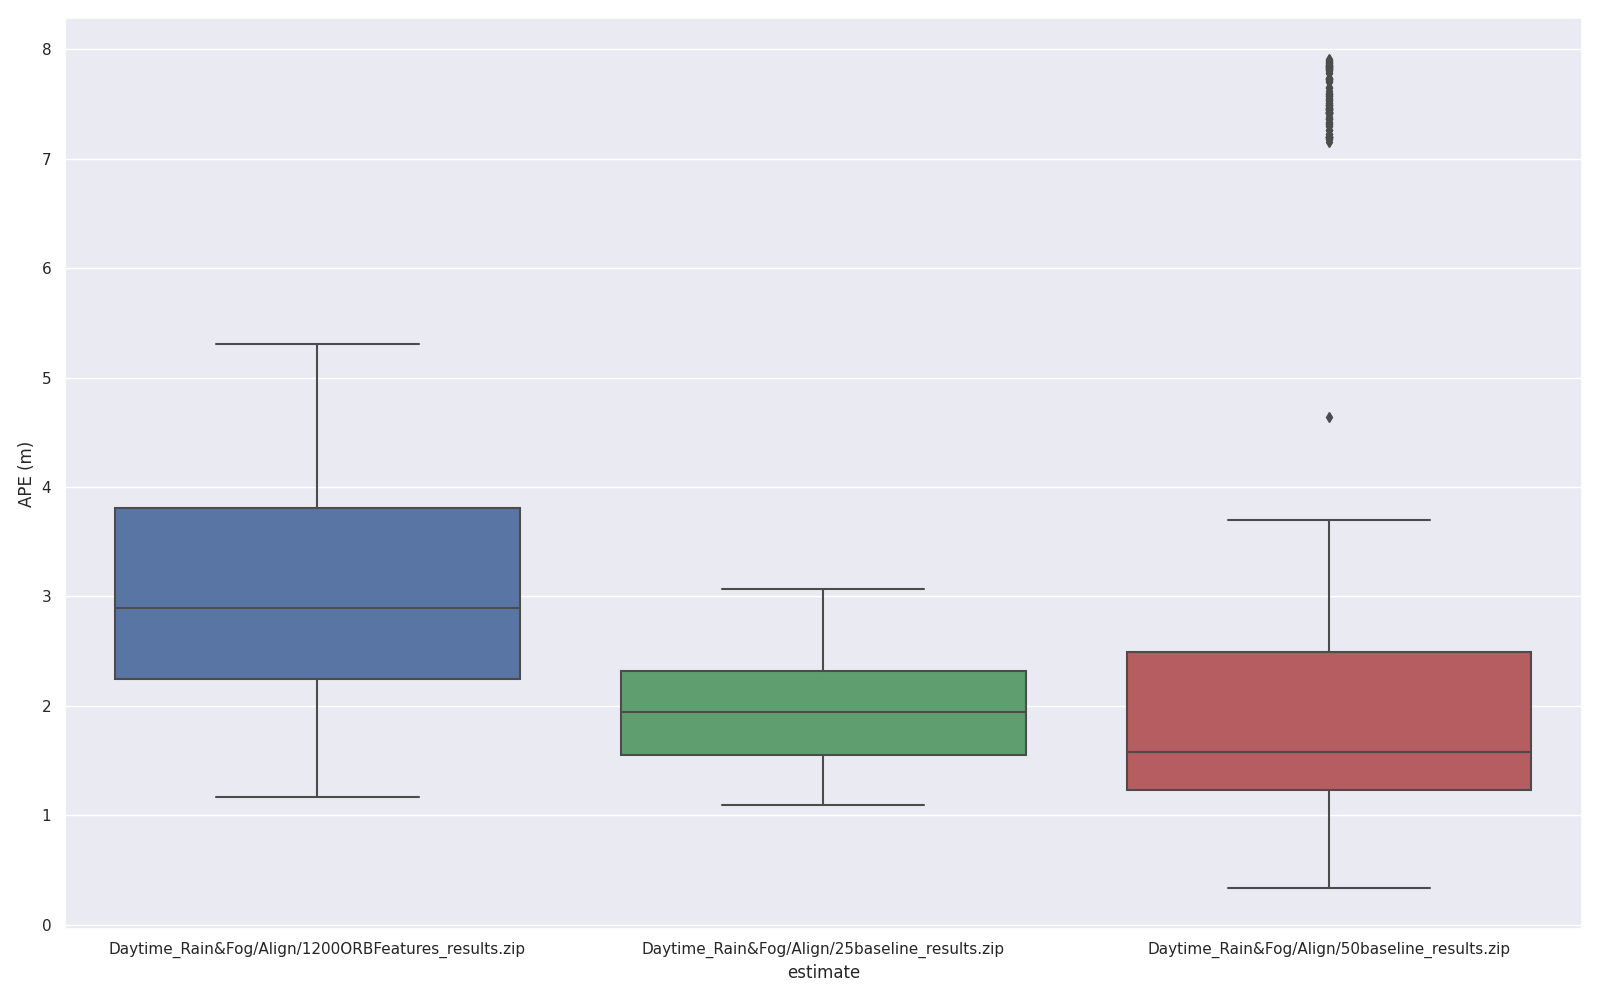 8
7
6
5
4
3
2
1
0
APE (m)
Daytime_Rain&Fog/Align/1200ORBFeatures_results.zip
Daytime_Rain&Fog/Align/25baseline_results.zip
Daytime_Rain&Fog/Align/50baseline_results.zip
estimate